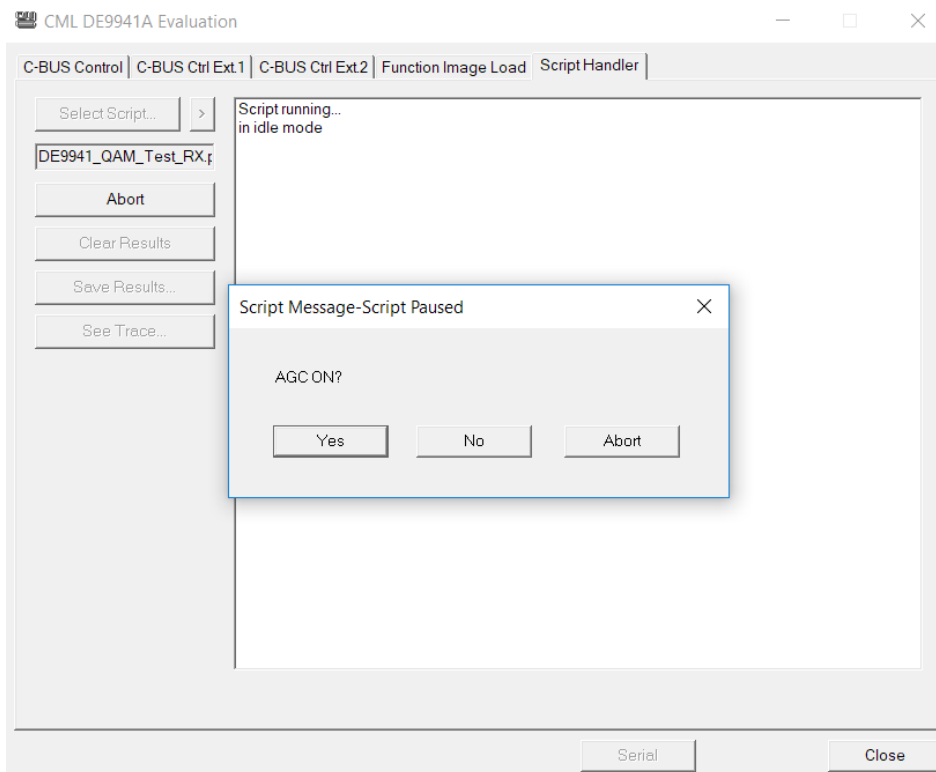 CML DE9941A Evaluation
C-BUS Control C-BUS Ctrl Ext.1 C-BUS Ctrl Ext.2 Function Image Load Script Handler
Select Script... >
DE9941_QAM_Test_RX.p
Abort
Clear Results
Save Results...
See Trace...
Script running...
in idle mode
Script Message-Script Paused
AGC ON?
Yes No Abort
Serial Close